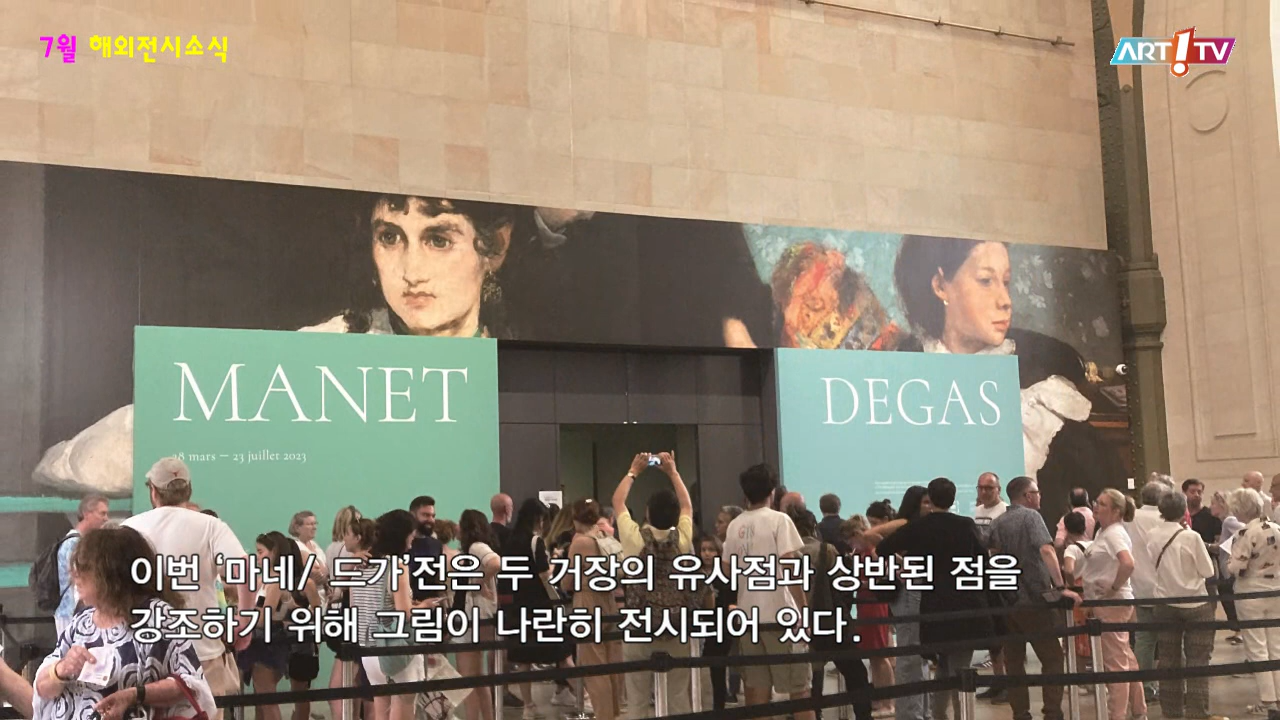 7월 해외전시소식
ART!TV
MANET
28 mars – 23 juillet 2023
DEGAS
이번 ‘마네/ 드가’전은 두 거장의 유사점과 상반된 점을
강조하기 위해 그림이 나란히 전시되어 있다.